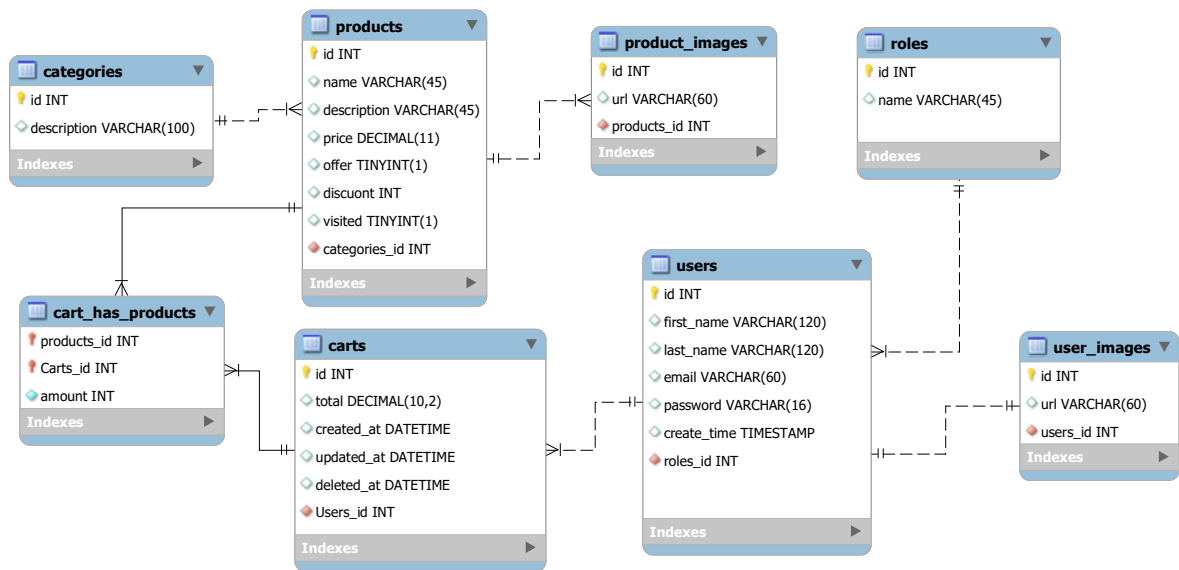 categories
id INT
description VARCHAR(100)
Indexes
products
id INT
name VARCHAR(45)
description VARCHAR(45)
price DECIMAL(11)
offer TINYINT(1)
discuont INT
visited TINYINT(1)
categories_id INT
Indexes
product_images
id INT
url VARCHAR(60)
products_id INT
Indexes
roles
id INT
name VARCHAR(45)
Indexes
cart_has_products
products_id INT
Carts_id INT
amount INT
Indexes
carts
id INT
total DECIMAL(10,2)
created_at DATETIME
updated_at DATETIME
deleted_at DATETIME
Users_id INT
Indexes
users
id INT
first_name VARCHAR(120)
last_name VARCHAR(120)
email VARCHAR(60)
password VARCHAR(16)
create_time TIMESTAMP
roles_id INT
Indexes
user_images
id INT
url VARCHAR(60)
users_id INT
Indexes